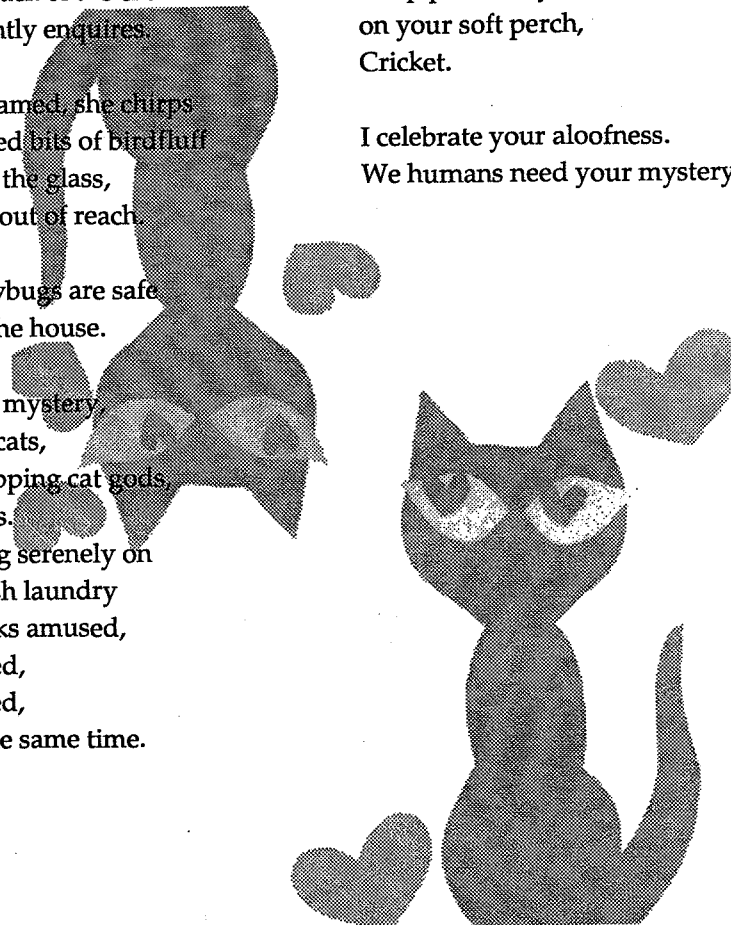 ntly enquires.
amed, she chirps
ed bits of birdfluff
the glass,
out of reach.
ybugs are safe
he house.
mystery,
cats,
pping cat gods,
s.
g serenely on
h laundry
ks amused,
ed,
ed,
e same time.
on your soft perch,
Cricket.
I celebrate your aloofness.
We humans need your mystery